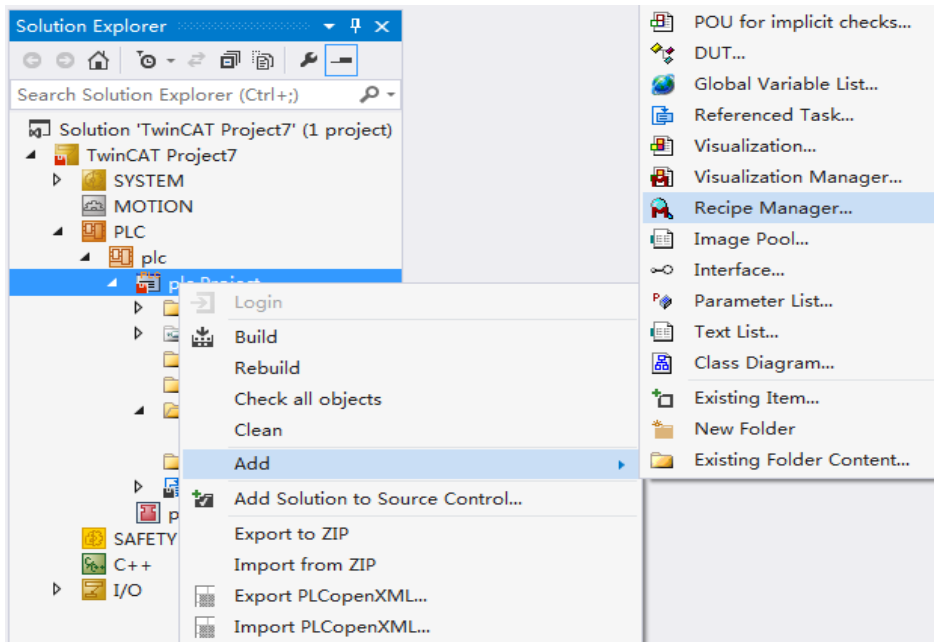 Solution Explorer
Search Solution Explorer (Ctrl+;)
Solution 'TwinCAT Project7' (1 project)
TwinCAT Project7
SYSTEM
MOTION
PLC
plc
plc Project
SAFETY
C++
I/O
Login
Build
Rebuild
Check all objects
Clean
Add
Add Solution to Source Control...
Export to ZIP
Import from ZIP
Export PLCopenXML...
Import PLCopenXML...
POU for implicit checks...
DUT...
Global Variable List...
Referenced Task...
Visualization...
Visualization Manager...
Recipe Manager...
Image Pool...
Interface...
Parameter List...
Text List...
Class Diagram...
Existing Item...
New Folder
Existing Folder Content...